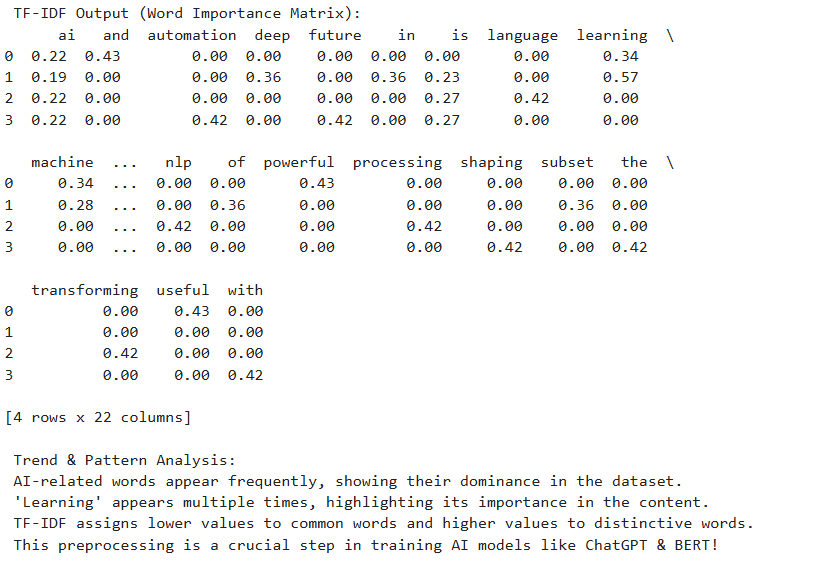 TF-IDF Output (Word Importance Matrix):
ai and automation deep future in is language learning \
0 0.22 0.43 0.00 0.00 0.00 0.00 0.00 0.00 0.34
1 0.19 0.00 0.00 0.36 0.00 0.36 0.23 0.00 0.57
2 0.22 0.00 0.00 0.00 0.00 0.00 0.27 0.42 0.00
3 0.22 0.00 0.42 0.00 0.42 0.00 0.27 0.00 0.00
machine ... nlp of powerful processing shaping subset the \
0 0.34 ... 0.00 0.00 0.43 0.00 0.00 0.00 0.00
1 0.28 ... 0.00 0.36 0.00 0.00 0.00 0.36 0.00
2 0.00 ... 0.42 0.00 0.00 0.42 0.00 0.00 0.00
3 0.00 ... 0.00 0.00 0.00 0.00 0.42 0.00 0.42
transforming useful with
0 0.00 0.43 0.00
1 0.00 0.00 0.00
2 0.42 0.00 0.00
3 0.00 0.00 0.42
[4 rows x 22 columns]
Trend & Pattern Analysis:
AI-related words appear frequently, showing their dominance in the dataset.
'Learning' appears multiple times, highlighting its importance in the content.
TF-IDF assigns lower values to common words and higher values to distinctive words.
This preprocessing is a crucial step in training AI models like ChatGPT & BERT!